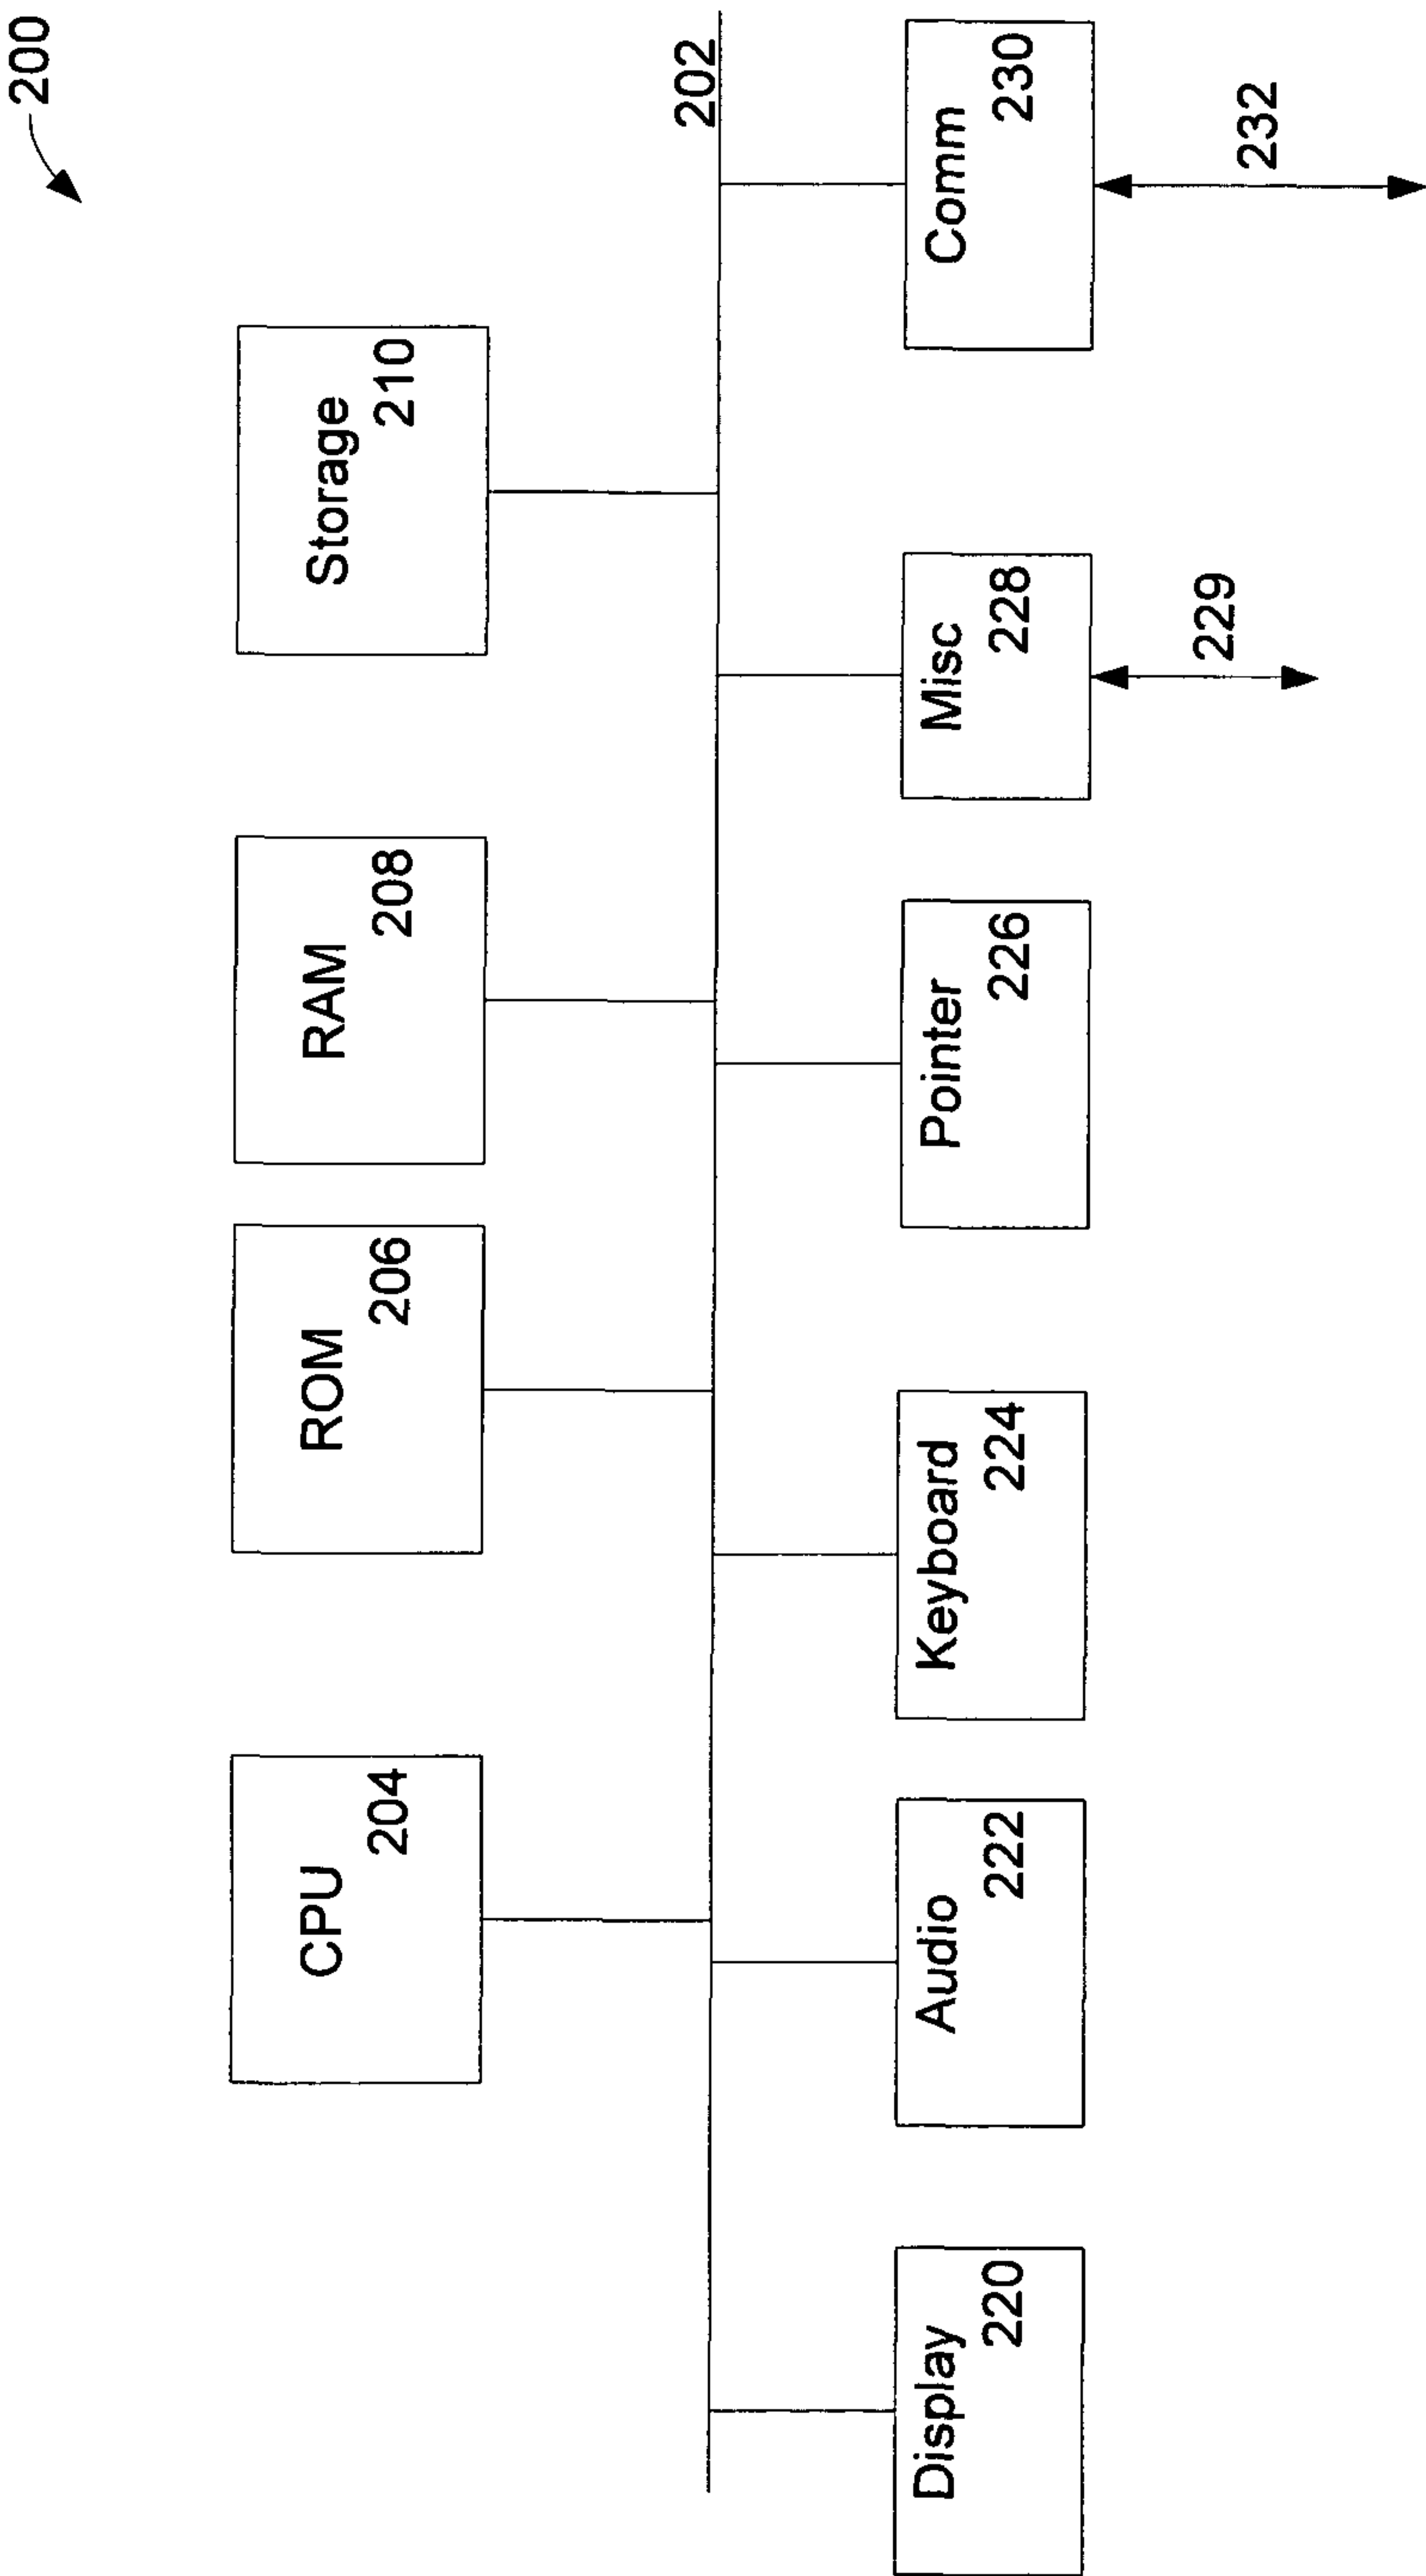 200
CPU
204
ROM
206
RAM
208
Storage
210
202
Display
220
Audio
222
Keyboard
224
Pointer
226
Misc
228
Comm
230
229
232